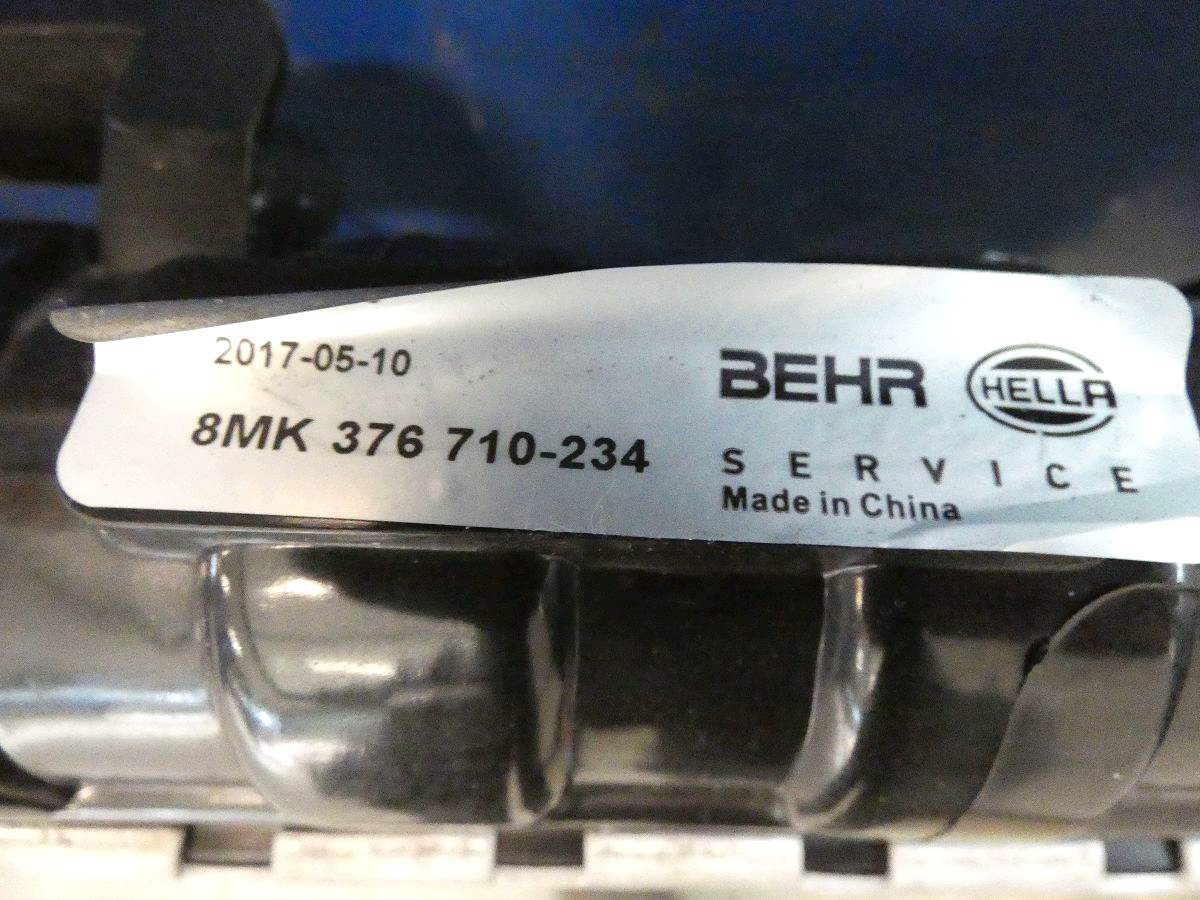 2017-05-10
8MK 376 710-234
BEHR HELLA
SERVICE
Made in China